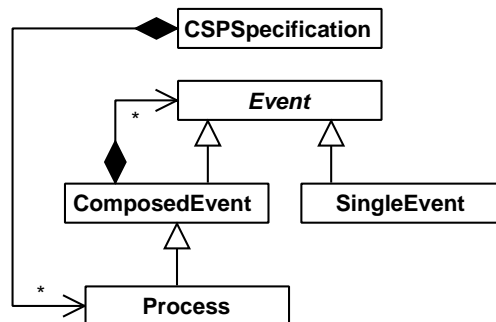 CSPSpecification
Event
*
ComposedEvent
SingleEvent
*
Process